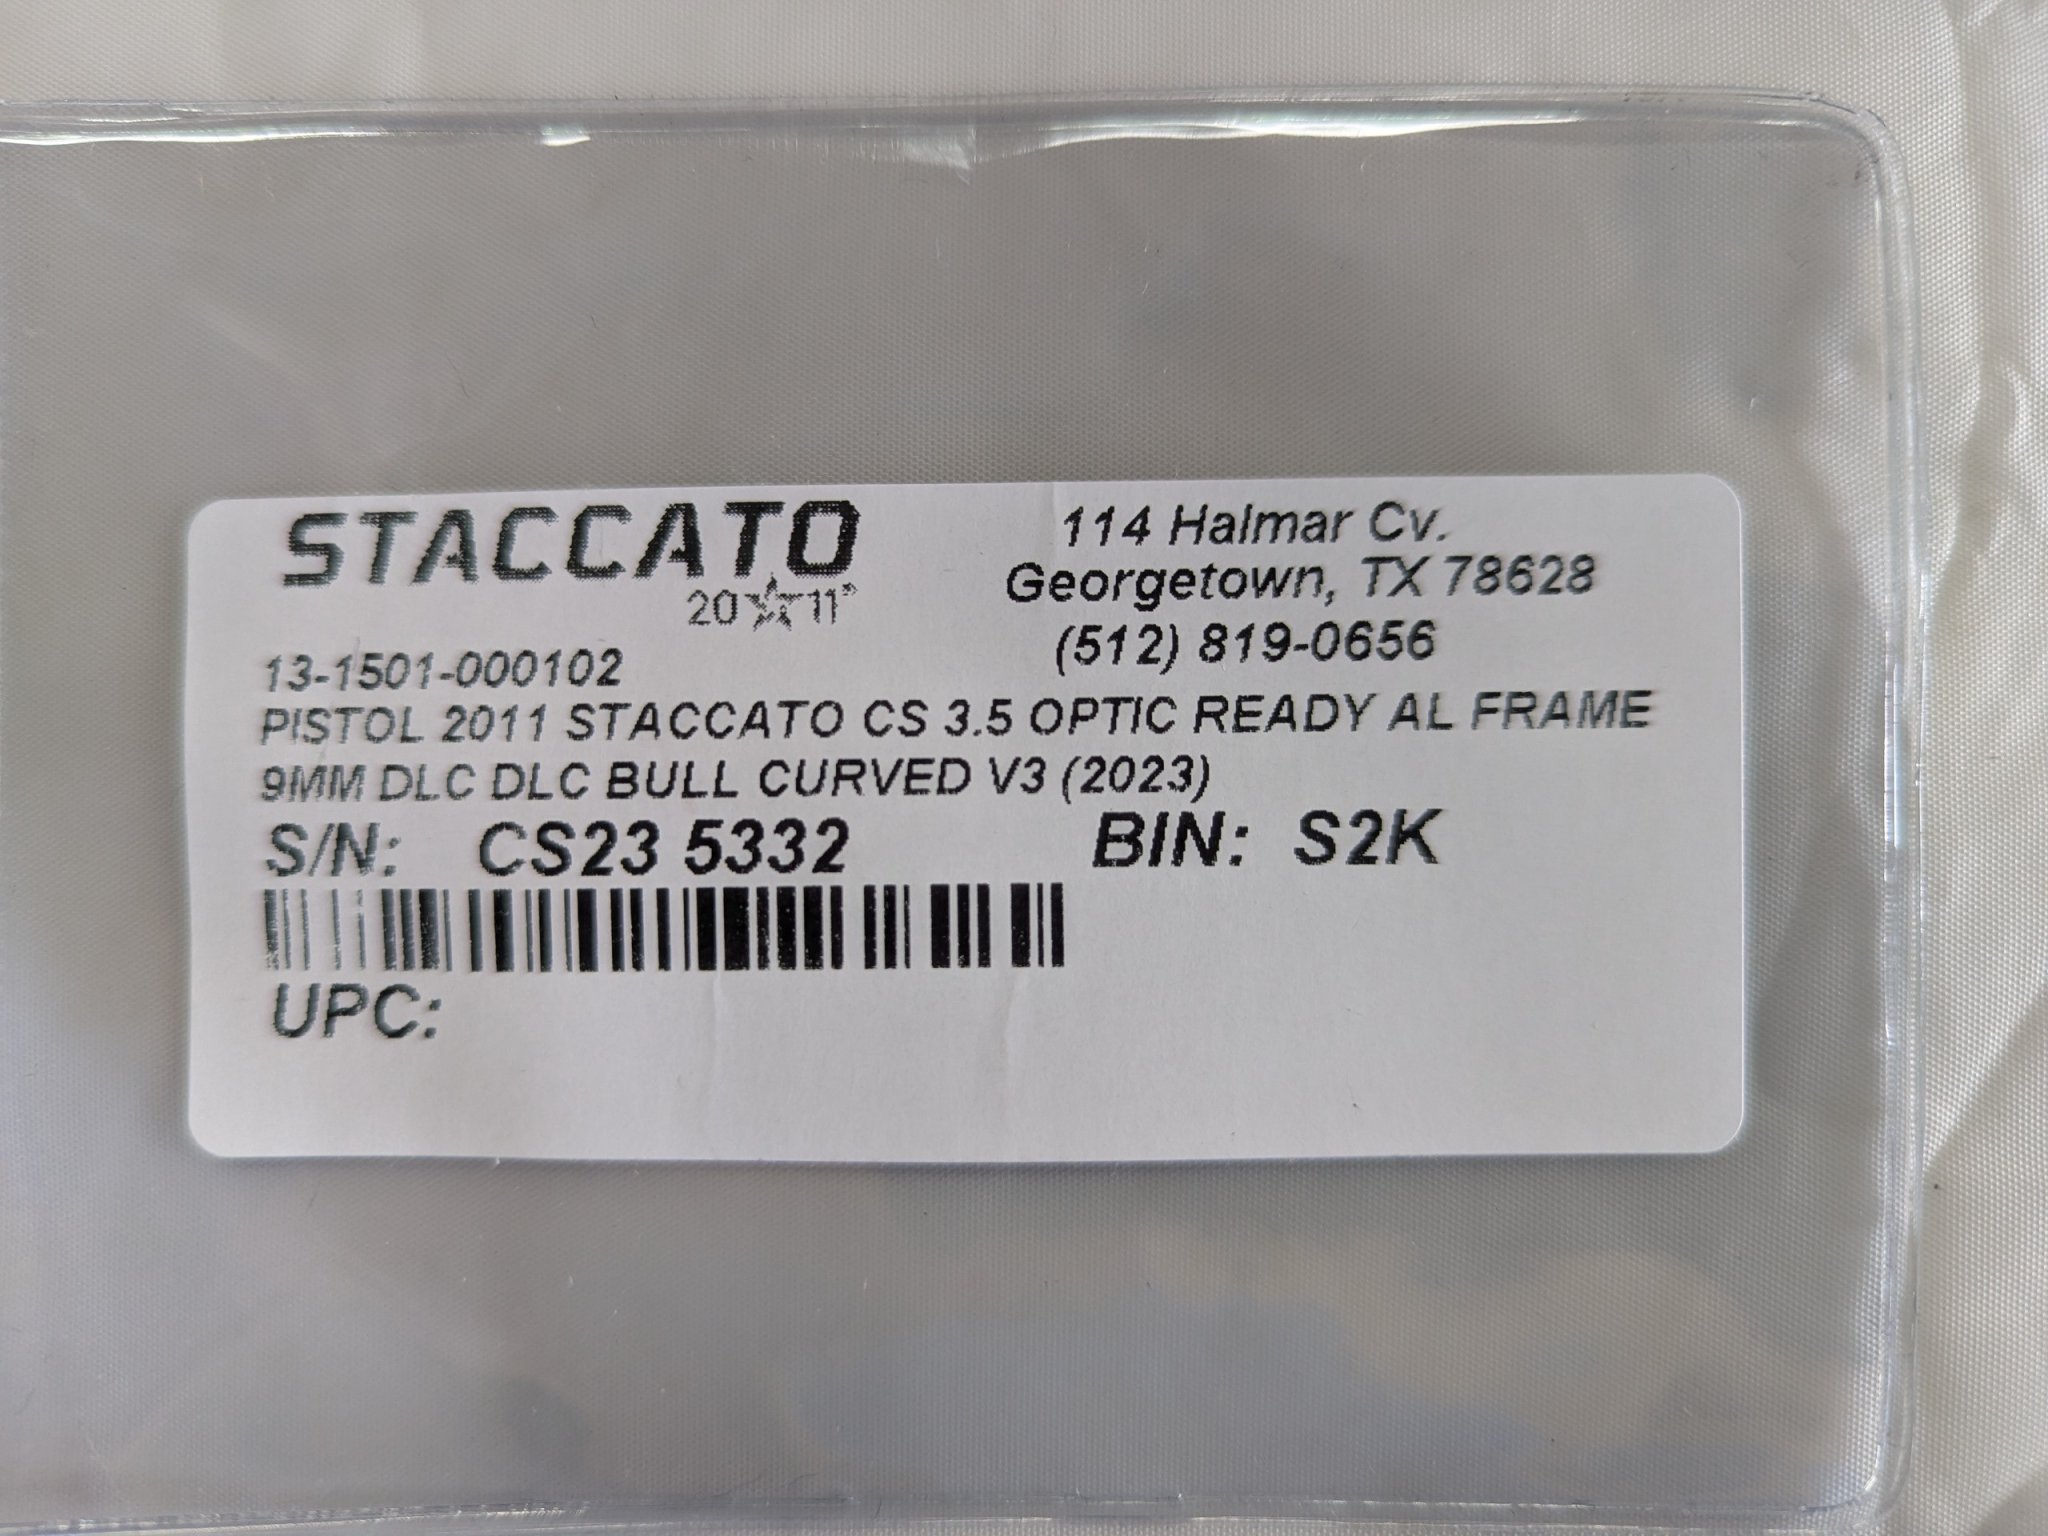 STACCATO
20★11®
114 Halmar Cv.
Georgetown, TX 78628
(512) 819-0656
13-1501-000102
PISTOL 2011 STACCATO CS 3.5 OPTIC READY AL FRAME
9MM DLC DLC BULL CURVED V3 (2023)
S/N: CS23 5332 BIN: S2K
UPC: